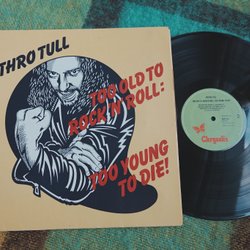 THRO TULL
TOO OLD TO
ROCK'N'ROLL:
TOO YOUNG
TO DIE!
Chrysalis